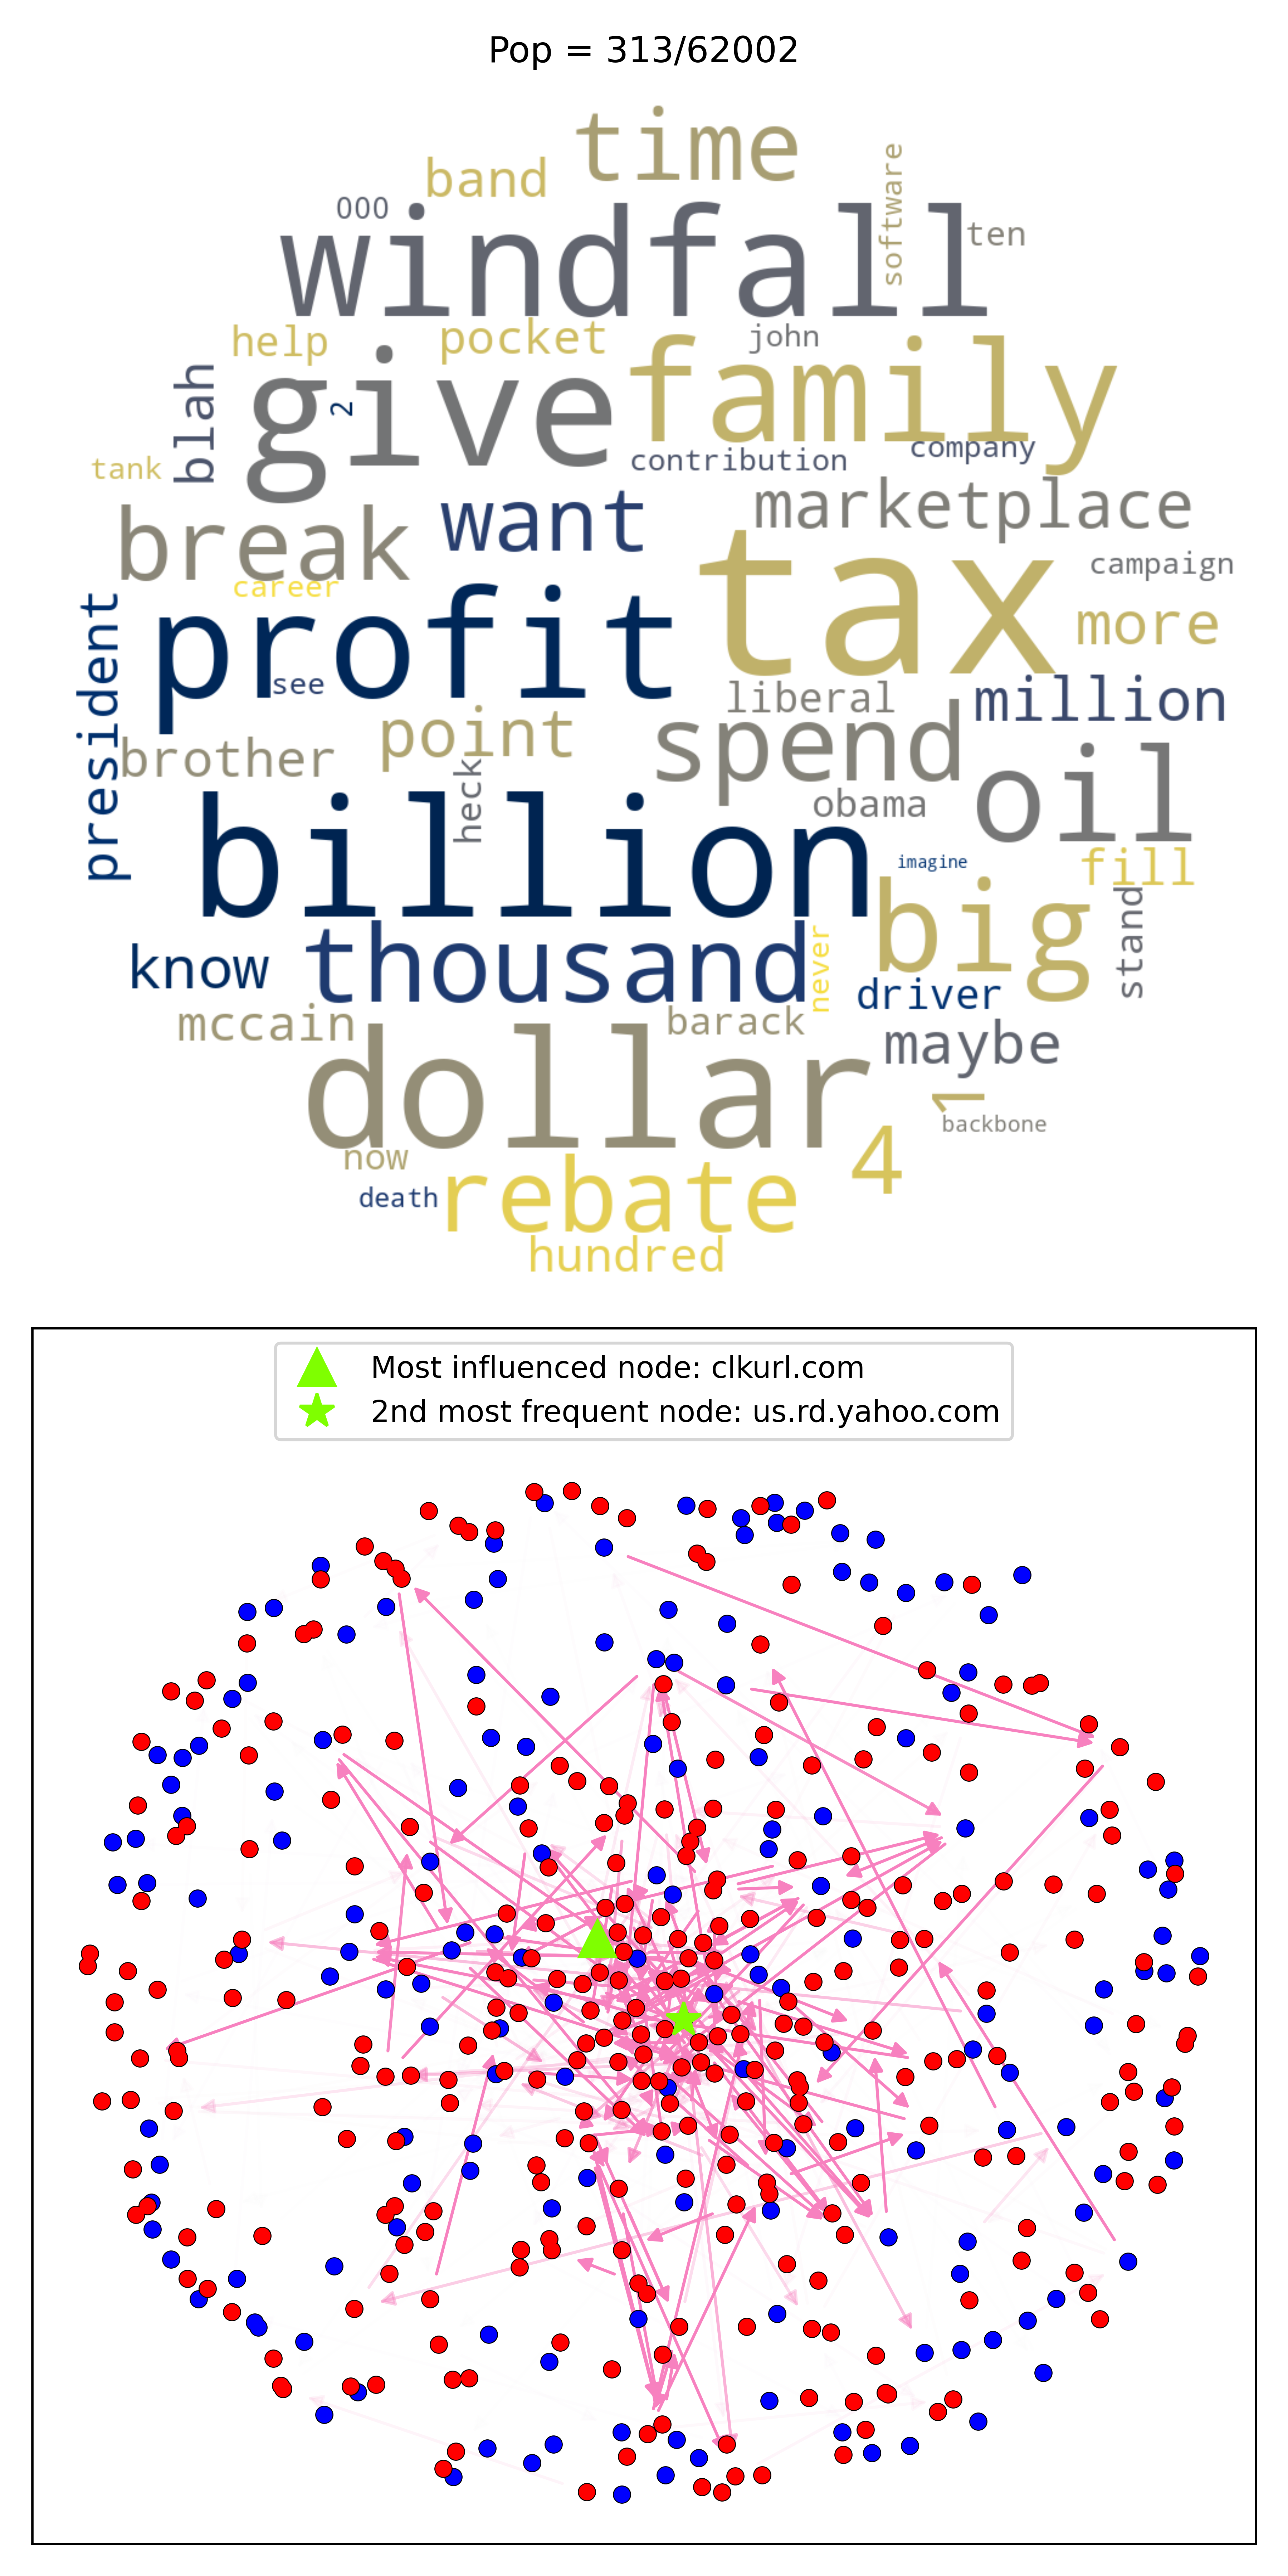 Pop = 313/62002
time
band
software
000
windfall
ten
help
pocket
john
blah
give
2
family
tank
contribution
company
break
want
marketplace
career
tax
campaign
president
profit
more
see
liberal
million
brother
point
spend
heck
obama
oil
billion
imagine
fill
big
stand
know
thousand
never
driver
mccain
barack
maybe
dollar
1
backbone
now
4
death
rebate
hundred
Most influenced node: clkurl.com
2nd most frequent node: us.rd.yahoo.com